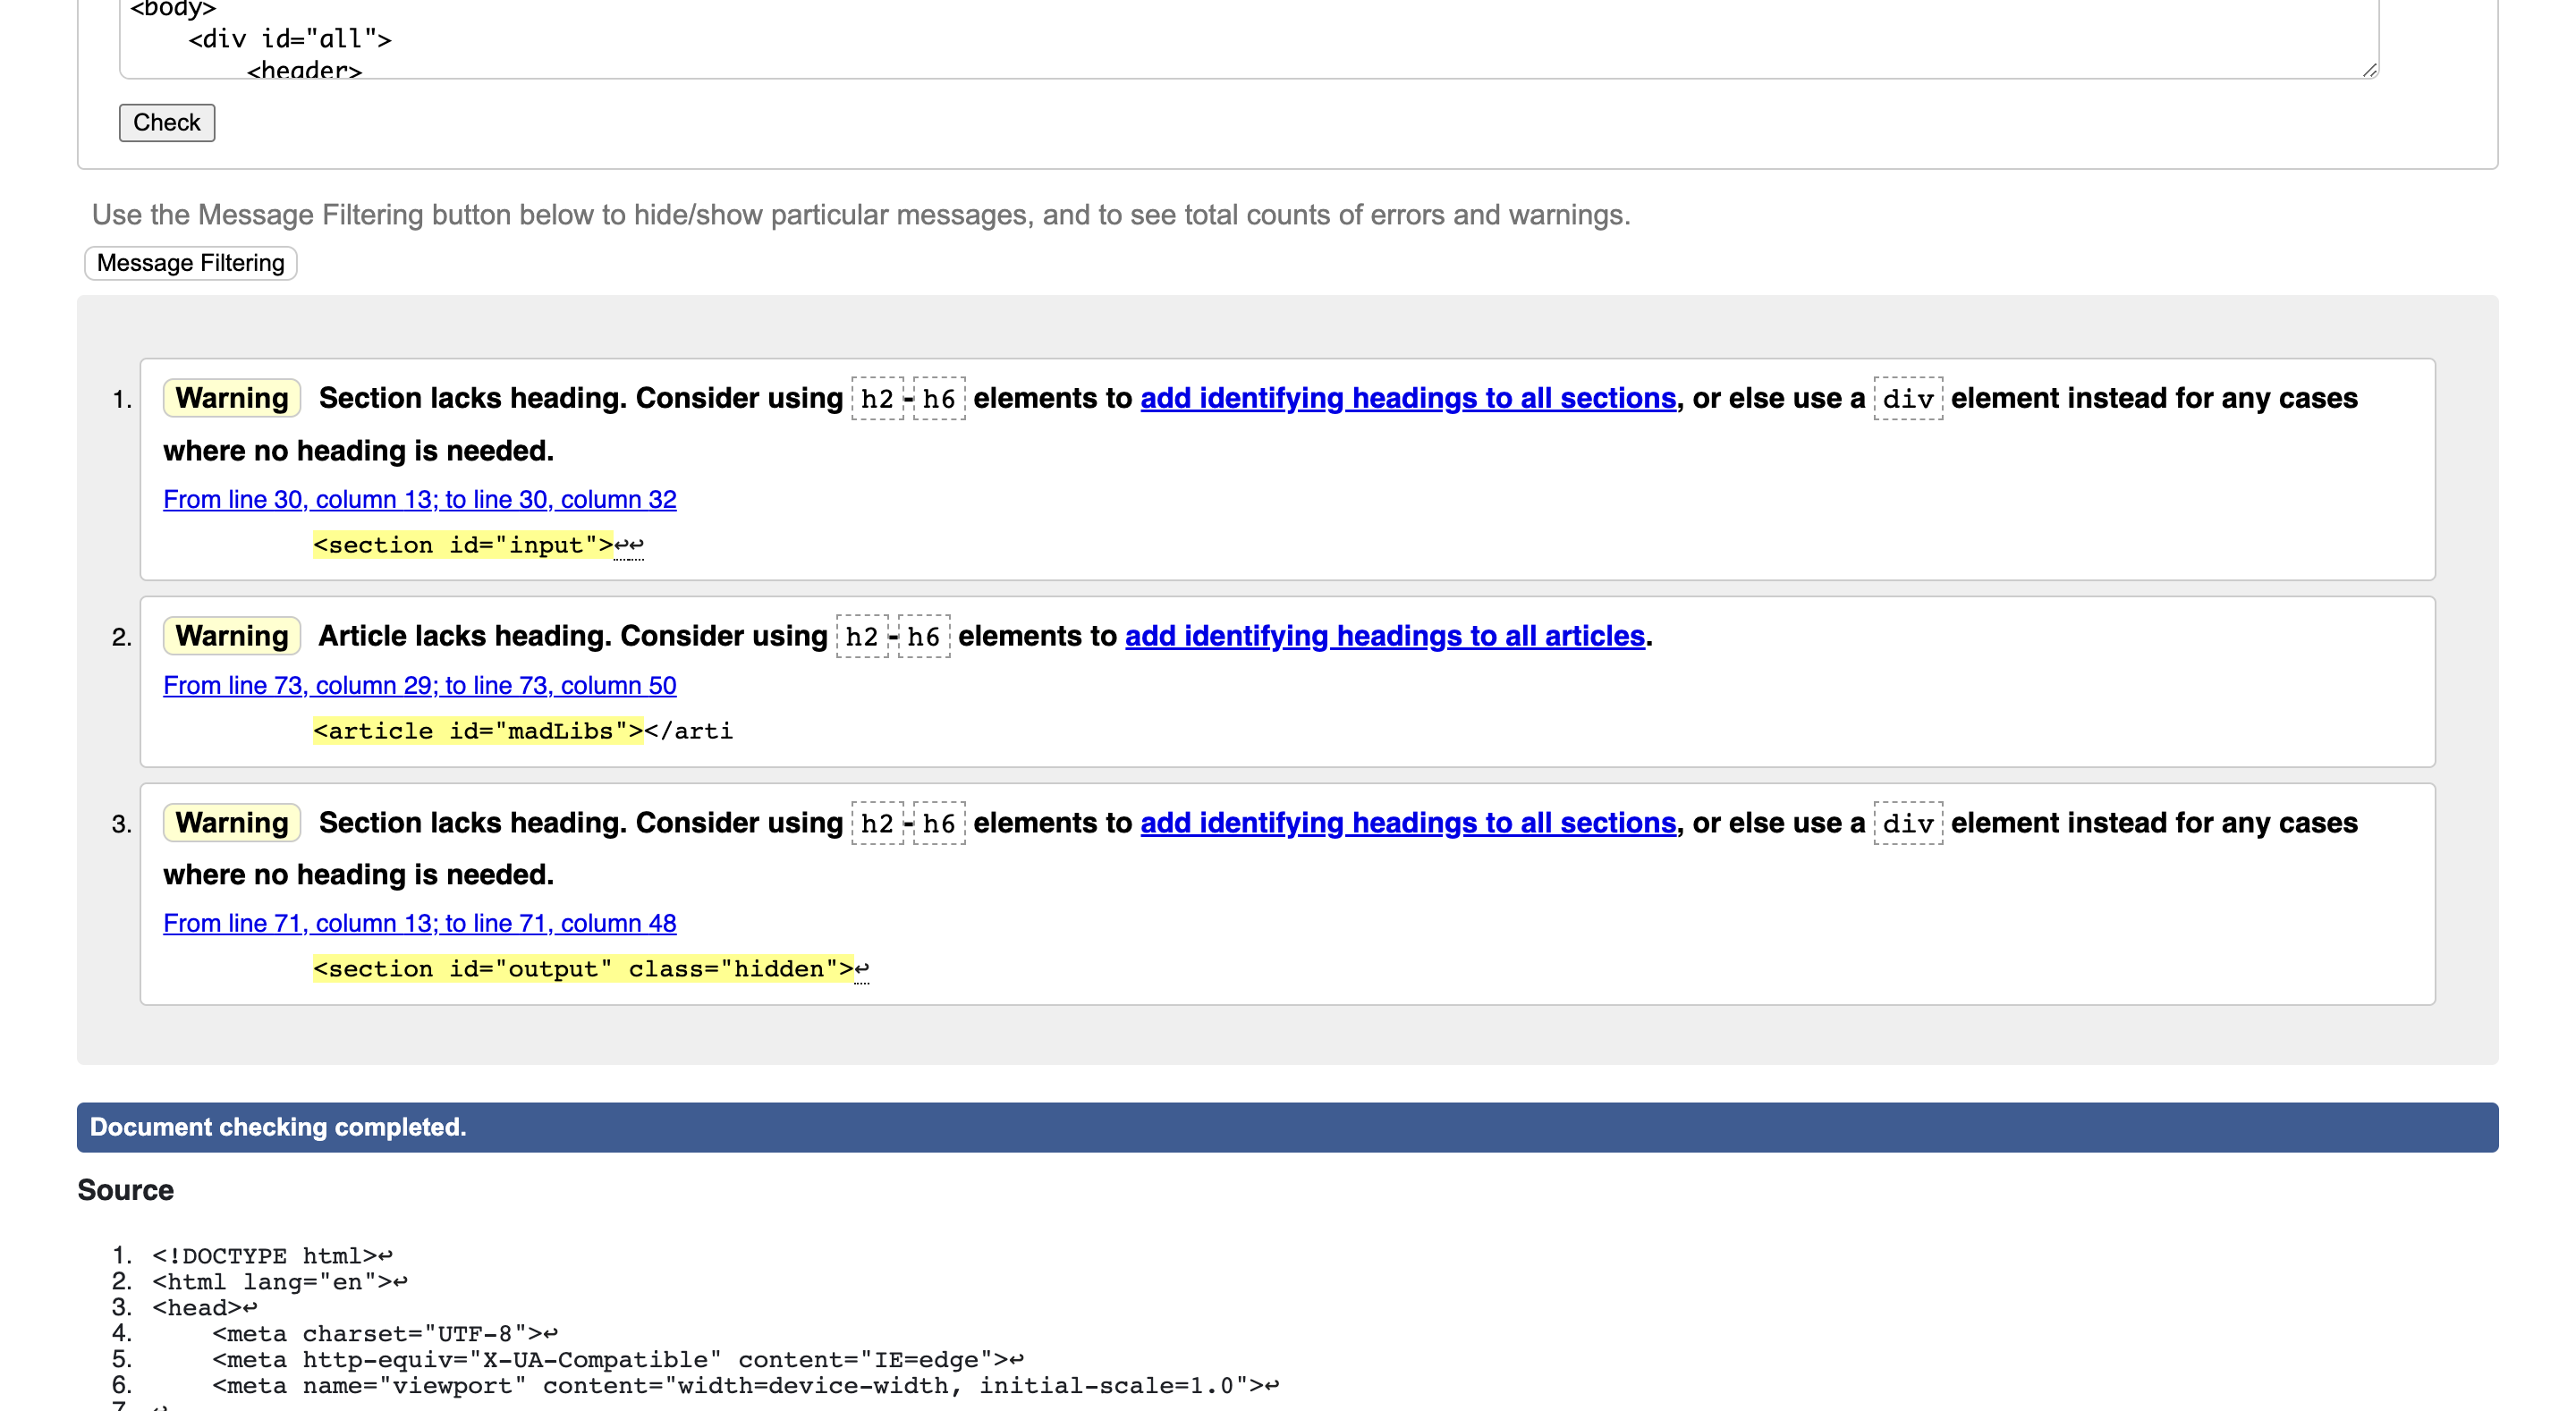 <body>
<div id="all">
<header>
Check
Use the Message Filtering button below to hide/show particular messages, and to see total counts of errors and warnings.
Message Filtering
1. Warning Section lacks heading. Consider using h2-h6 elements to add identifying headings to all sections, or else use a div element instead for any cases
where no heading is needed.
From line 30, column 13; to line 30, column 32
<section id="input">↩↩
2. Warning Article lacks heading. Consider using h2-h6 elements to add identifying headings to all articles.
From line 73, column 29; to line 73, column 50
<article id="madLibs"></arti
3. Warning Section lacks heading. Consider using h2-h6 elements to add identifying headings to all sections, or else use a div element instead for any cases
where no heading is needed.
From line 71, column 13; to line 71, column 48
<section id="output" class="hidden">↩
Document checking completed.
Source
1. <!DOCTYPE html>↩
2. <html lang="en">↩
3. <head>↩
4. <meta charset="UTF-8">↩
5. <meta http-equiv="X-UA-Compatible" content="IE=edge">↩
6. <meta name="viewport" content="width=device-width, initial-scale=1.0">↩
7. ↩